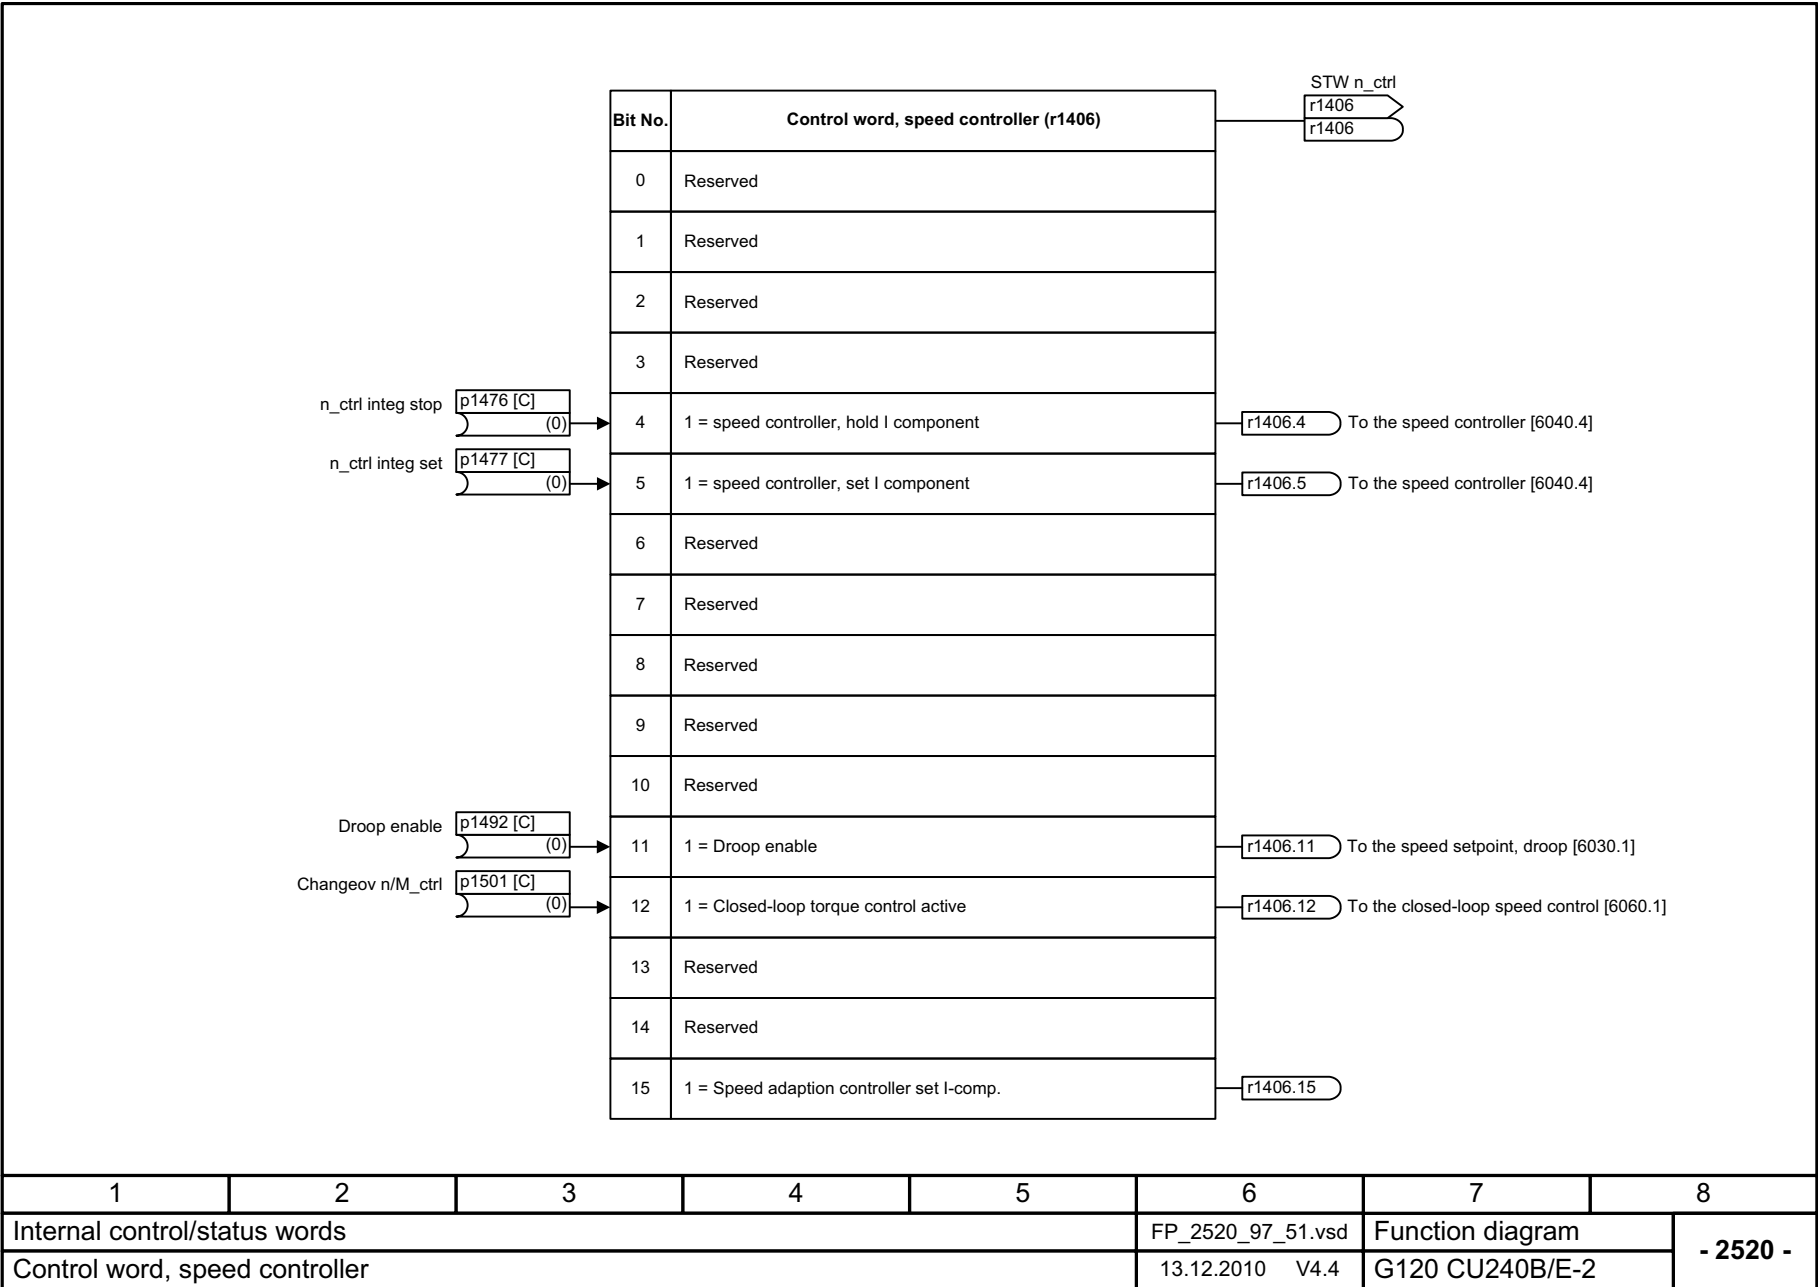 STW n_ctrl
r1406
r1406
Bit No. Control word, speed controller (r1406)
0 Reserved
1 Reserved
2 Reserved
3 Reserved
n_ctrl integ stop p1476 [C]
(0) 4 1 = speed controller, hold I component r1406.4 To the speed controller [6040.4]
n_ctrl integ set p1477 [C]
(0) 5 1 = speed controller, set I component r1406.5 To the speed controller [6040.4]
6 Reserved
7 Reserved
8 Reserved
9 Reserved
10 Reserved
Droop enable p1492 [C]
(0) 11 1 = Droop enable r1406.11 To the speed setpoint, droop [6030.1]
Changeov n/M_ctrl p1501 [C]
(0) 12 1 = Closed-loop torque control active r1406.12 To the closed-loop speed control [6060.1]
13 Reserved
14 Reserved
15 1 = Speed adaption controller set I-comp. r1406.15
1 2 3 4 5 6 7 8
Internal control/status words FP_2520_97_51.vsd Function diagram
- 2520 -
Control word, speed controller 13.12.2010 V4.4 G120 CU240B/E-2